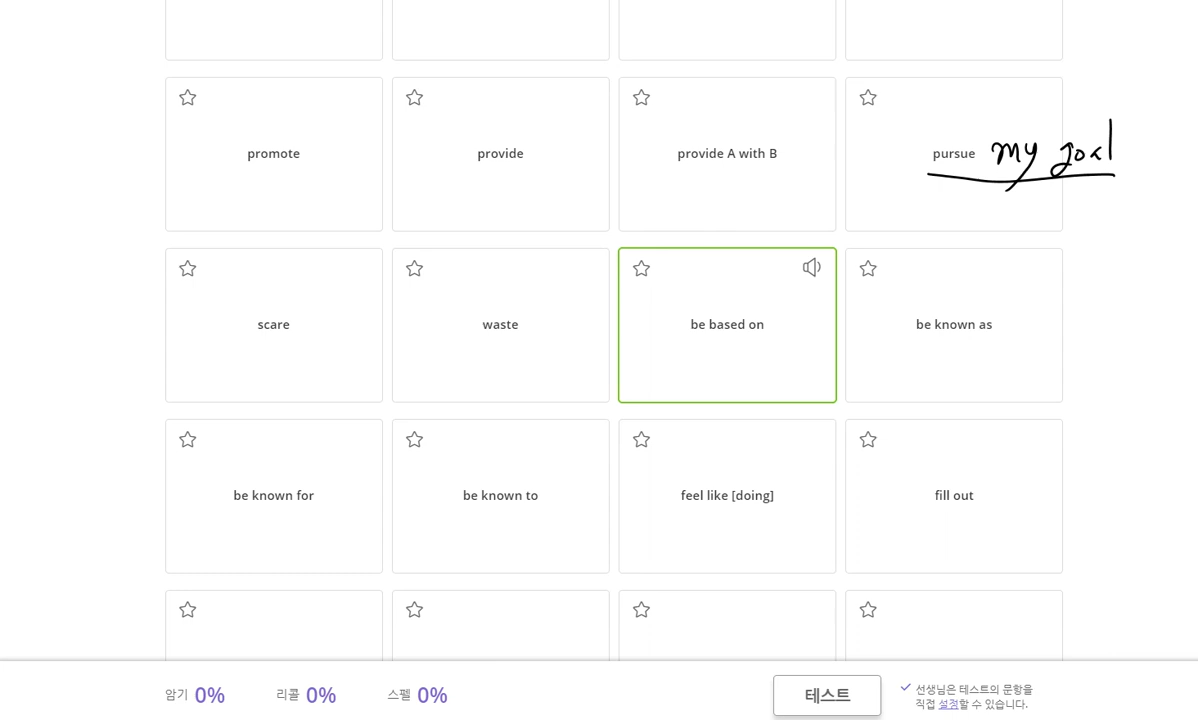 promote
provide
provide A with B
pursue my goal
scare
waste
be based on
be known as
be known for
be known to
feel like [doing]
fill out
암기 0%
리콜 0%
스펠 0%
테스트
선생님은 테스트의 문항을
직접 설정할 수 있습니다.